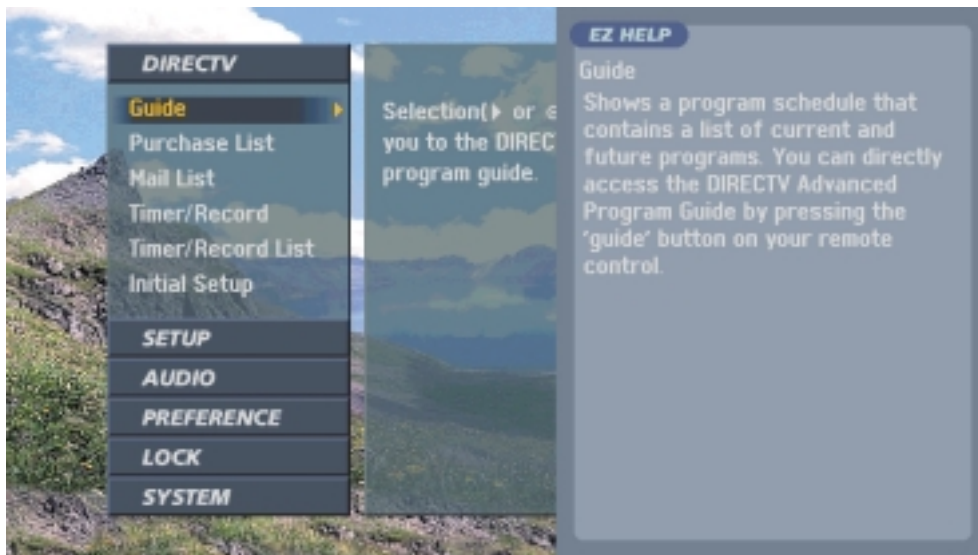 DIRECTV
Guide
Purchase List
Mail List
Timer/Record
Timer/Record List
Initial Setup
SETUP
AUDIO
PREFERENCE
LOCK
SYSTEM
Selection( or
you to the DIREC
program guide.
EZ HELP
Guide
Shows a program schedule that
contains a list of current and
future programs. You can directly
access the DIRECTV Advanced
Program Guide by pressing the
'guide' button on your remote
control.